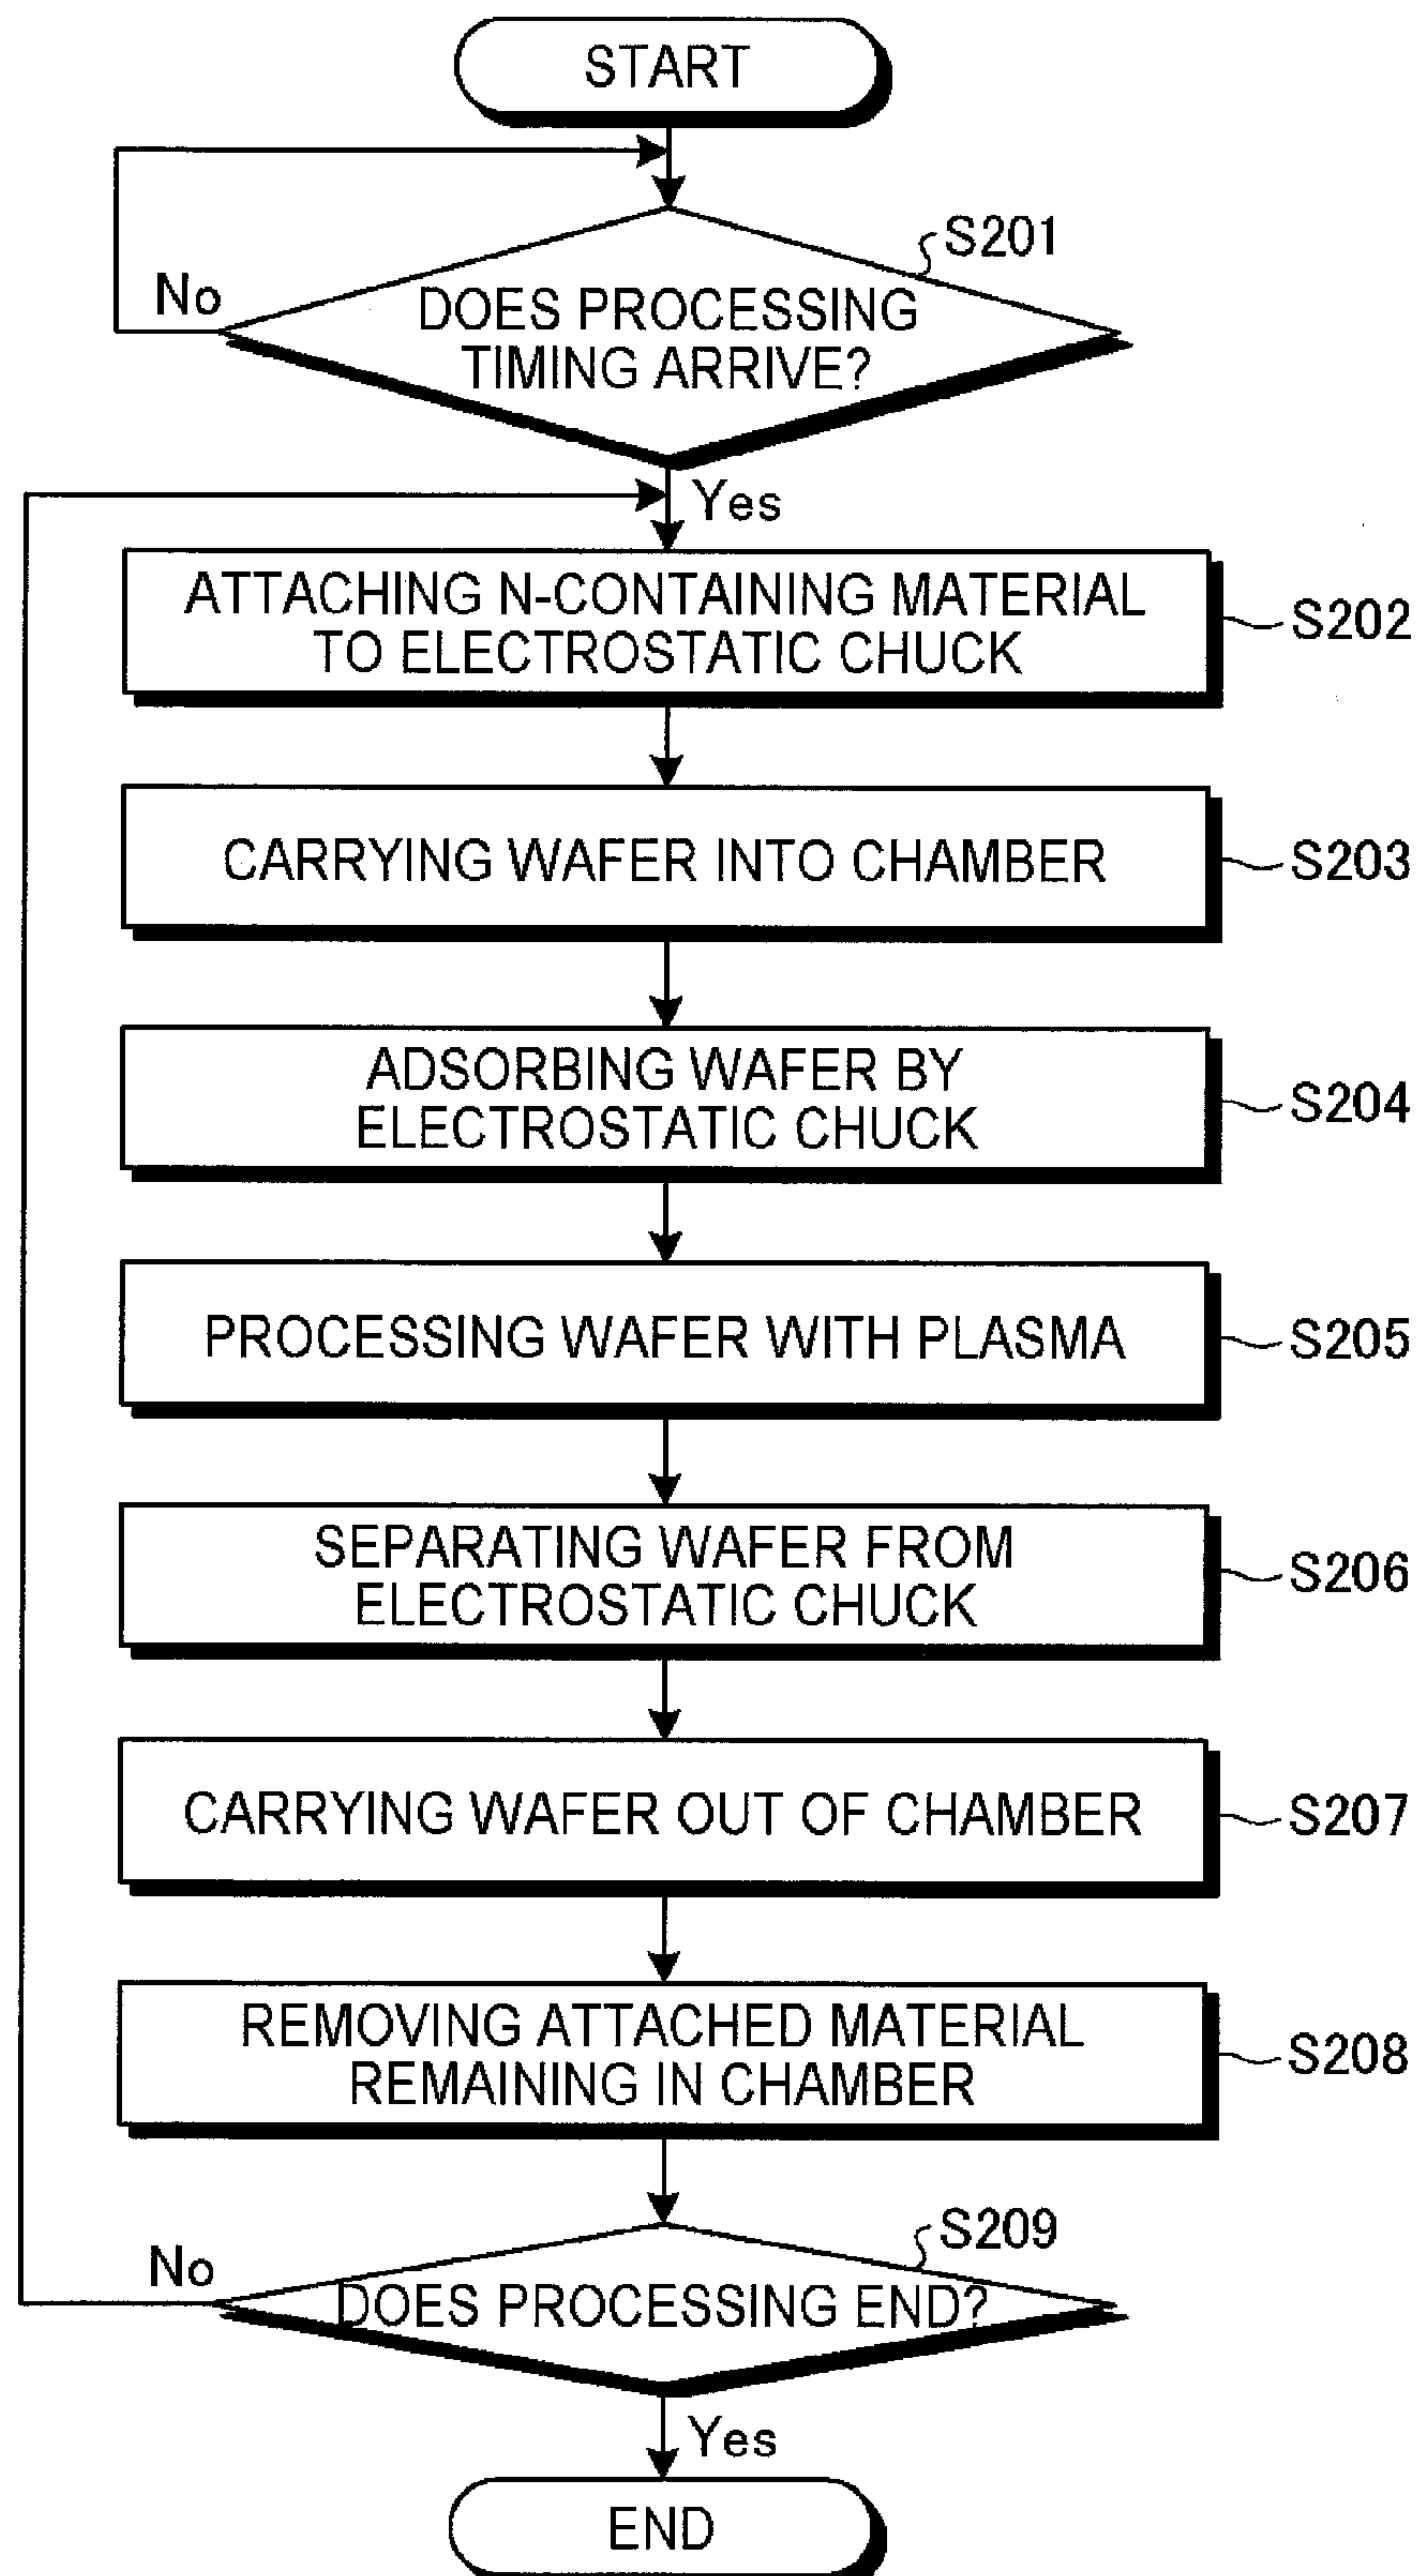 START
S201
No
DOES PROCESSING
TIMING ARRIVE?
Yes
ATTACHING N-CONTAINING MATERIAL
TO ELECTROSTATIC CHUCK
S202
CARRYING WAFER INTO CHAMBER
S203
ADSORBING WAFER BY
ELECTROSTATIC CHUCK
S204
PROCESSING WAFER WITH PLASMA
S205
SEPARATING WAFER FROM
ELECTROSTATIC CHUCK
S206
CARRYING WAFER OUT OF CHAMBER
S207
REMOVING ATTACHED MATERIAL
REMAINING IN CHAMBER
S208
S209
No
DOES PROCESSING END?
Yes
END